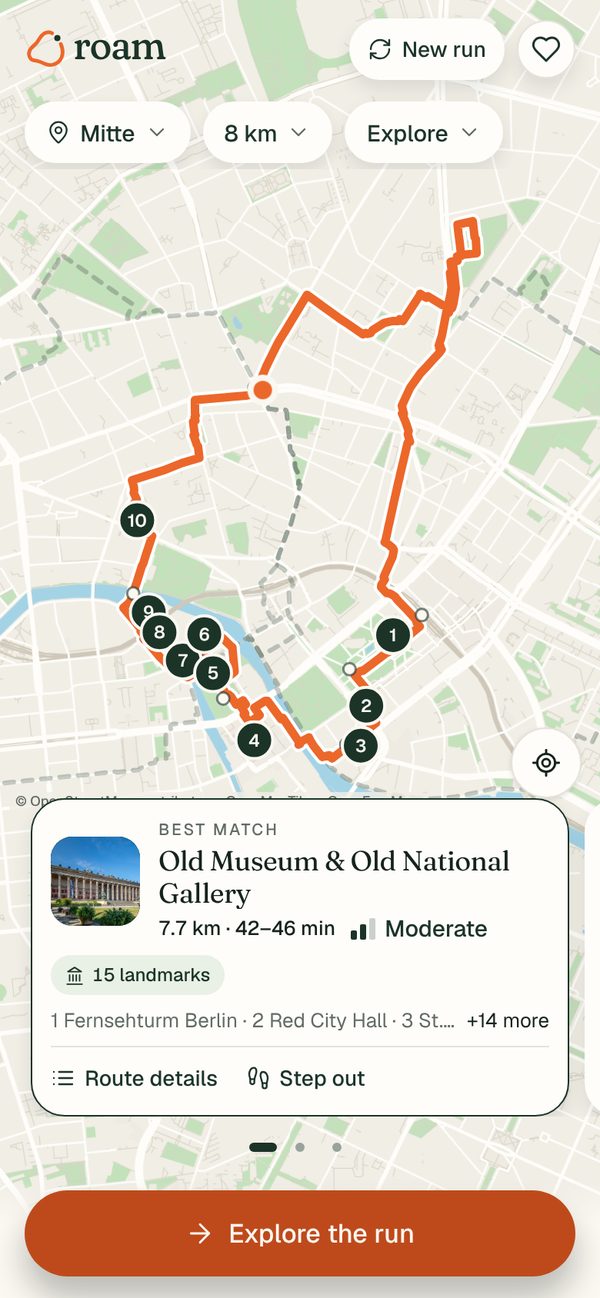 roam
New run
Mitte
8 km
Explore
10
9
8
6
7
5
1
2
4
3
BEST MATCH
Old Museum & Old National
Gallery
7.7 km · 42–46 min
Moderate
15 landmarks
1 Fernsehturm Berlin · 2 Red City Hall · 3 St.… +14 more
Route details
Step out
Explore the run